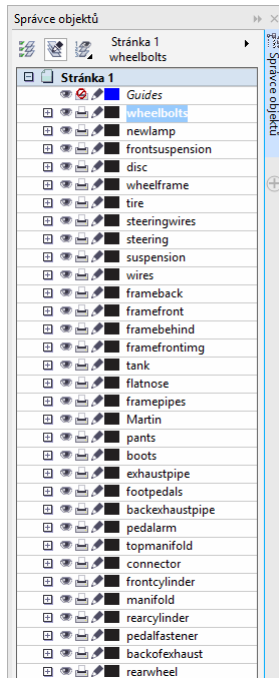 Správce objektů
Stránka 1
wheelbolts
Správce objektů
Stránka 1
Guides
wheelbolts
newlamp
frontsuspension
disc
wheelframe
tire
steeringwires
steering
suspension
wires
frameback
framefront
framebehind
framefrontimg
tank
flatnose
framepipes
Martin
pants
boots
exhaustpipe
footpedals
backexhaustpipe
pedalarm
topmanifold
connector
frontcylinder
manifold
rearcylinder
pedalfastener
backofexhaust
rearwheel